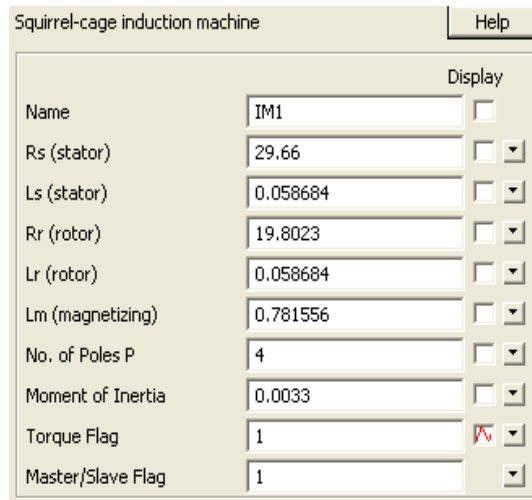 Squirrel-cage induction machine Help
Display
Name IM1
Rs (stator) 29.66
Ls (stator) 0.058684
Rr (rotor) 19.8023
Lr (rotor) 0.058684
Lm (magnetizing) 0.781556
No. of Poles P 4
Moment of Inertia 0.0033
Torque Flag 1
Master/Slave Flag 1